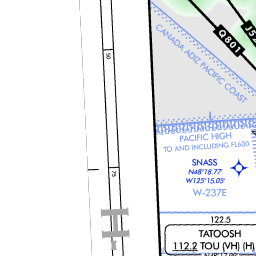 J5
Q801
CANADA ADIZ PACIFIC COAST
50
PACIFIC HIGH
TO AND INCLUDING FL600
SNASS
N48°18.77'
W125°15.05'
W-237E
75
122.5
TATOOSH
112.2 TOU (VH) (H)